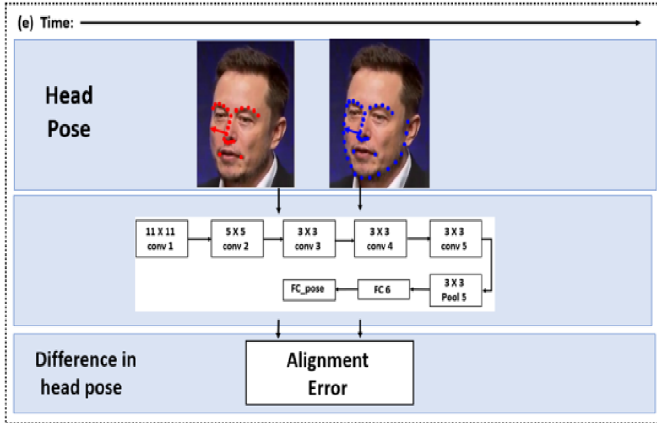 (e) Time:
Head
Pose
11 X 11
conv 1
5 X 5
conv 2
3 X 3
conv 3
3 X 3
conv 4
3 X 3
conv 5
FC_pose
FC 6
3 X 3
Pool 5
Difference in
head pose
Alignment
Error